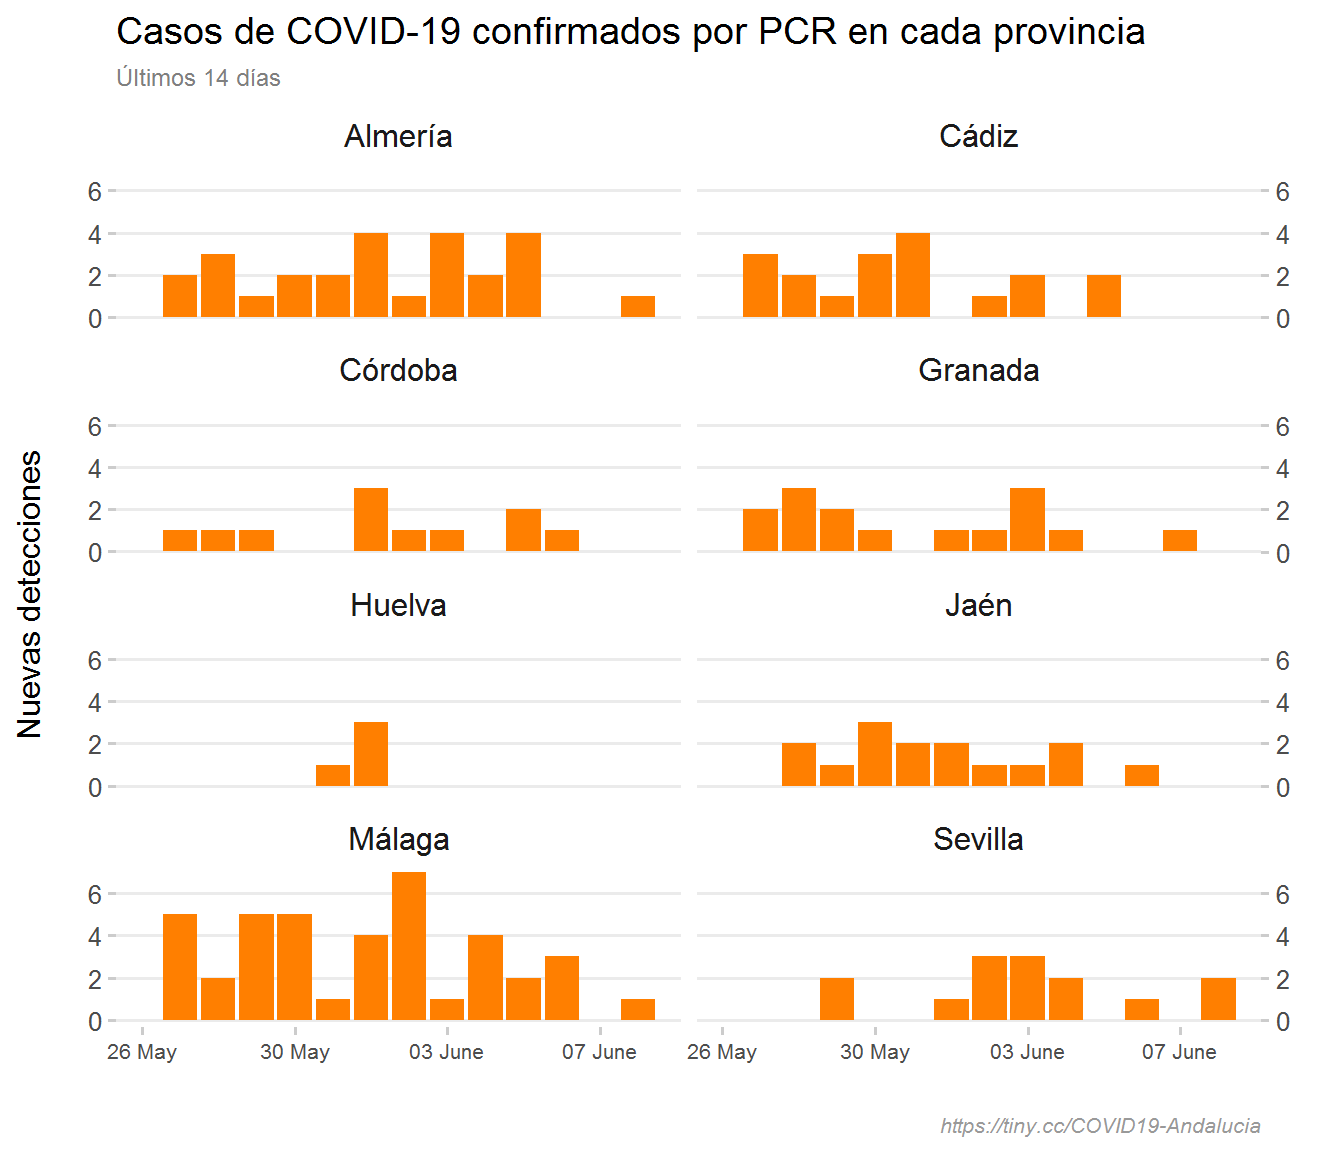 Casos de COVID-19 confirmados por PCR en cada provincia
Últimos 14 días
Almería
Cádiz
6
4
2
0
6
4
2
0
Córdoba
Granada
6
4
2
0
6
4
2
0
Nuevas detecciones
Huelva
Jaén
6
4
2
0
6
4
2
0
Málaga
Sevilla
6
4
2
0
6
4
2
0
26 May 30 May 03 June 07 June
26 May 30 May 03 June 07 June
https://tiny.cc/COVID19-Andalucia